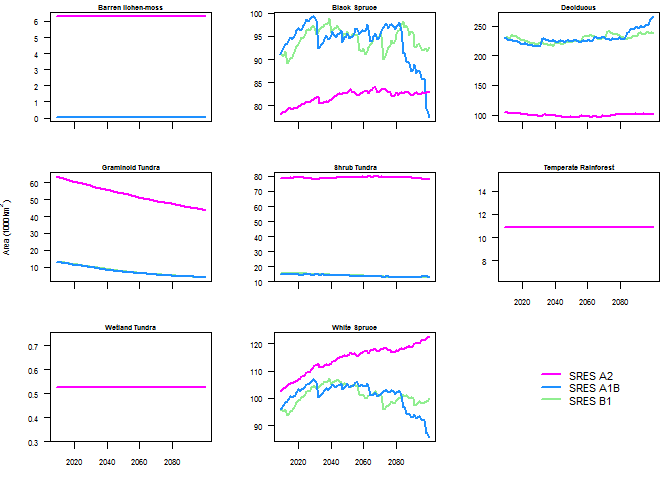 Barren lichen-moss
Black Spruce
Deciduous
6
5
4
3
2
1
0
100
95
90
85
80
250
200
150
100
Graminoid Tundra
Shrub Tundra
Temperate Rainforest
Area (1000km²)
60
50
40
30
20
10
80
70
60
50
40
30
20
10
14
12
10
8
2020 2040 2060 2080
Wetland Tundra
White Spruce
0.7
0.6
0.5
0.4
0.3
120
110
100
90
SRES A2
SRES A1B
SRES B1
2020 2040 2060 2080
2020 2040 2060 2080